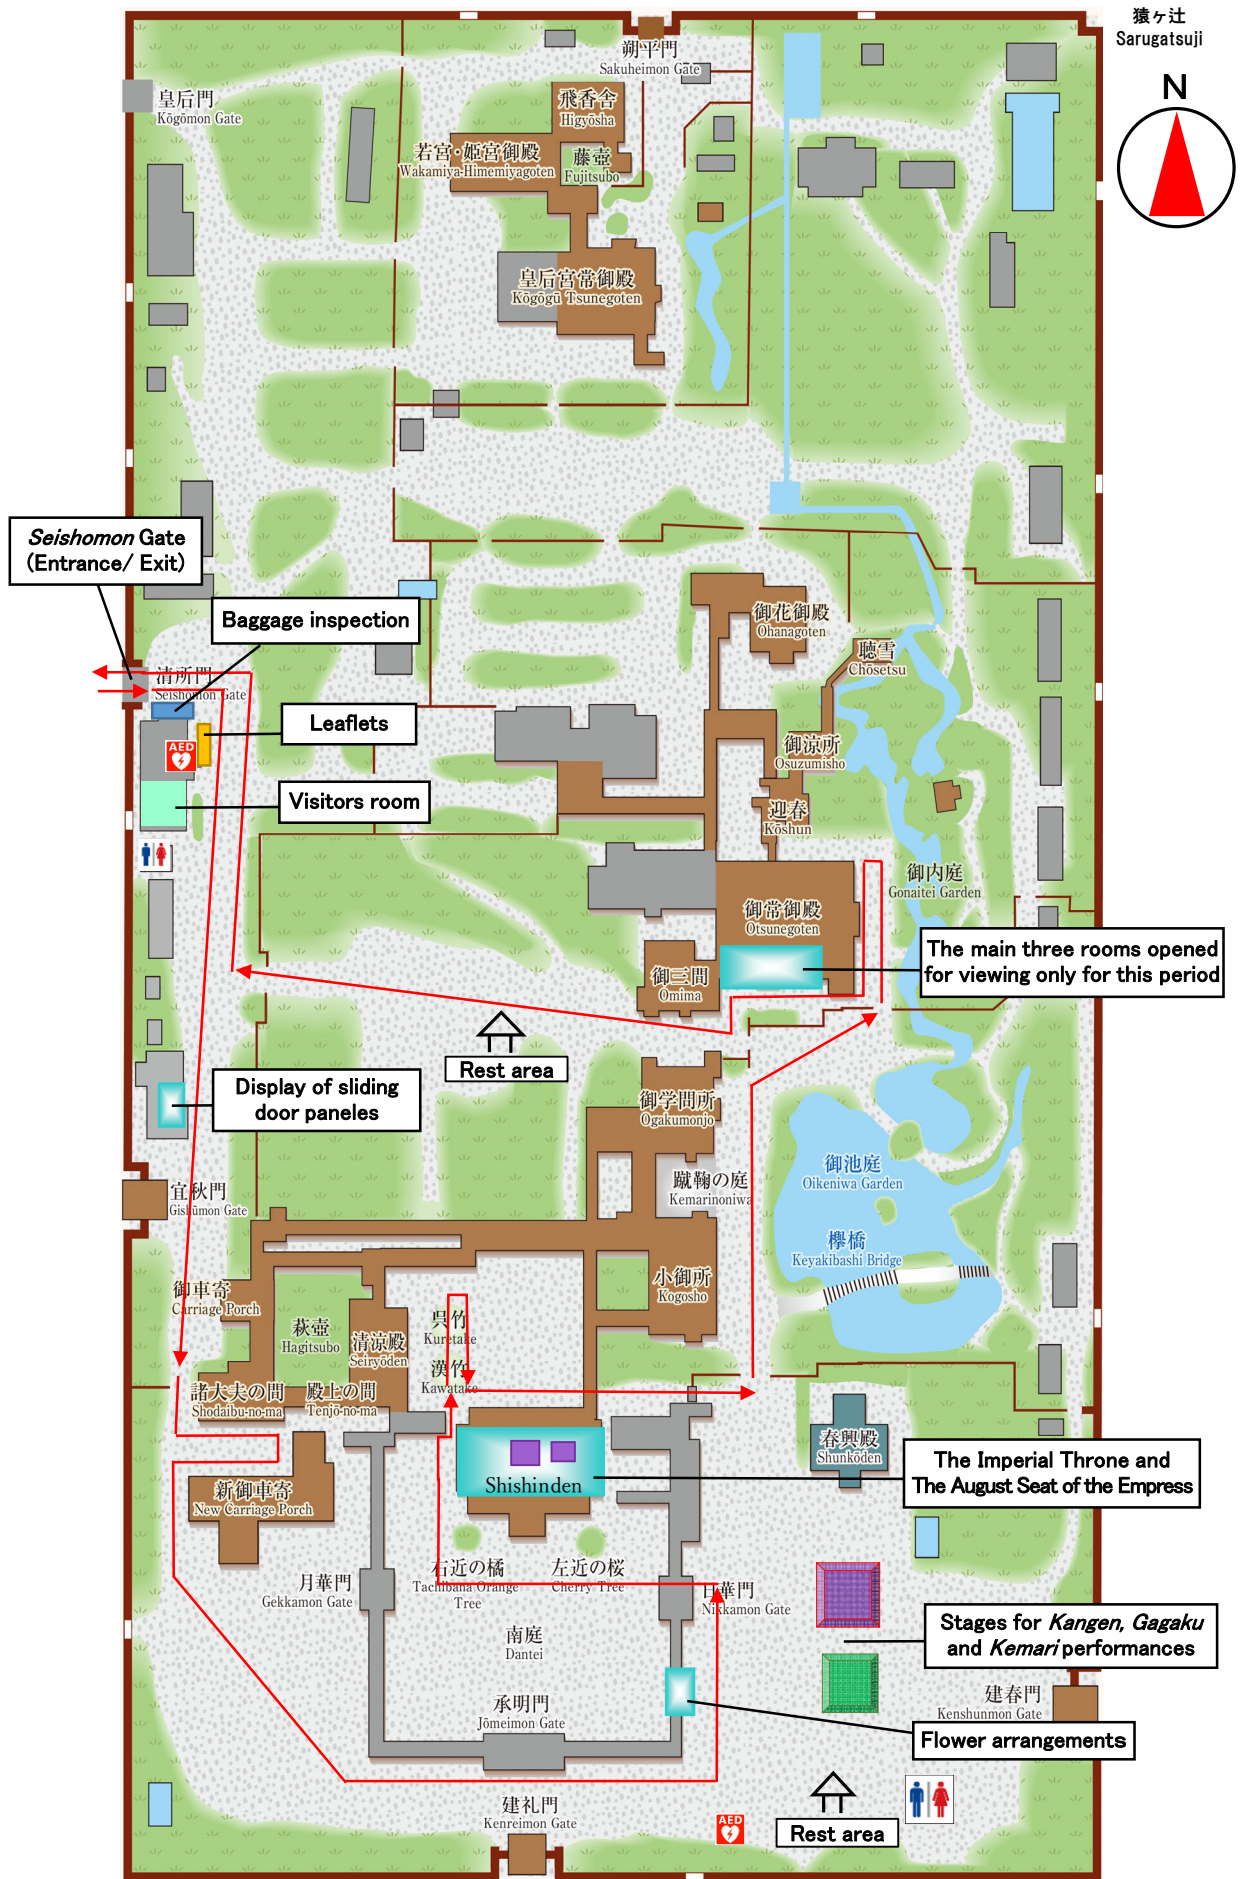 猿ヶ辻
Sarugatsuji
N
朔平門
Sakuheimon Gate
皇后門
Kōgōmon Gate
飛香舎
Higyōsha
若宮・姫宮御殿
Wakamiya-Himemiyagoten
藤壺
Fujitsubo
皇后宮常御殿
Kōgōgū Tsunegoten
Seishomon Gate
(Entrance/ Exit)
Baggage inspection
清所門
Seishomon Gate
Leaflets
AED
Visitors room
御花御殿
Ohanagoten
聴雪
Chōsetsu
御涼所
Osuzumisho
迎春
Kōshun
御内庭
Gonaitei Garden
御常御殿
Otsunegoten
The main three rooms opened
for viewing only for this period
御三間
Omima
Rest area
Display of sliding
door paneles
御学問所
Ogakumonjo
蹴鞠の庭
Kemarinoniwa
御池庭
Oikeniwa Garden
欅橋
Keyakibashi Bridge
宜秋門
Gishūmon Gate
御車寄
Carriage Porch
萩壺
Hagitsubo
清涼殿
Seiryōden
呉竹
Kuretake
漢竹
Kawatake
小御所
Kogosho
諸大夫の間
Shodaibu-no-ma
殿上の間
Tenjō-no-ma
新御車寄
New Carriage Porch
Shishinden
春興殿
Shunkōden
The Imperial Throne and
The August Seat of the Empress
右近の橘
Tachibana Orange
Tree
左近の桜
Cherry Tree
月華門
Gekkamon Gate
日華門
Nikkamon Gate
南庭
Dantei
Stages for Kangen, Gagaku
and Kemari performances
承明門
Jōmeimon Gate
建春門
Kenshunmon Gate
Flower arrangements
建礼門
Kenreimon Gate
AED
Rest area